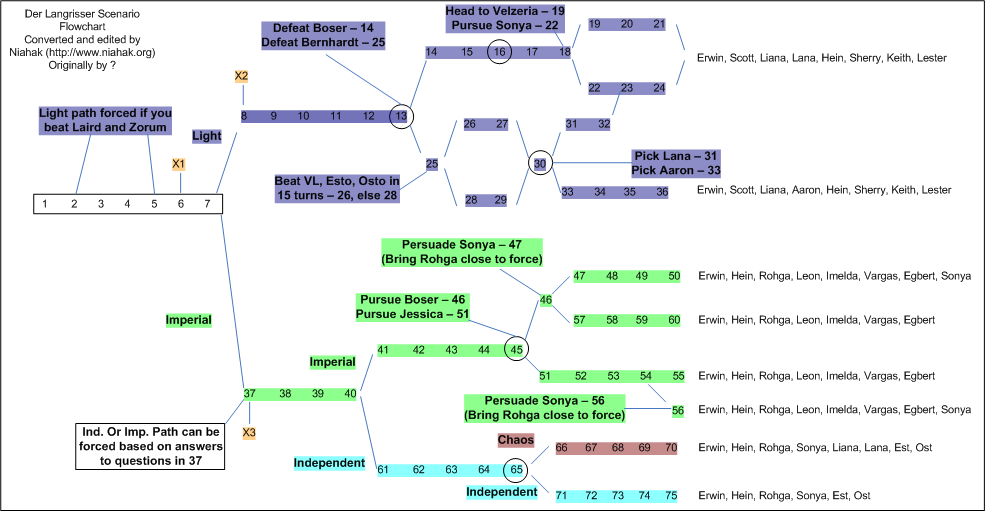 Der Langrisser Scenario
Flowchart
Converted and edited by
Niahak (http://www.niahak.org)
Originally by ?
Light path forced if you
beat Laird and Zorum
1 2 3 4 5 6 7
X1
X2
Light
8 9 10 11 12 13
Defeat Boser – 14
Defeat Bernhardt – 25
14 15 16 17 18
Head to Velzeria – 19
Pursue Sonya – 22
19 20 21
22 23 24
Erwin, Scott, Liana, Lana, Hein, Sherry, Keith, Lester
25
Beat VL, Esto, Osto in
15 turns – 26, else 28
26 27
28 29
30
31 32
Pick Lana – 31
Pick Aaron – 33
33 34 35 36
Erwin, Scott, Liana, Aaron, Hein, Sherry, Keith, Lester
Imperial
37 38 39 40
X3
Ind. Or Imp. Path can be
forced based on answers
to questions in 37
Imperial
41 42 43 44 45
Pursue Boser – 46
Pursue Jessica – 51
Persuade Sonya – 47
(Bring Rohga close to force)
46
47 48 49 50
Erwin, Hein, Rohga, Leon, Imelda, Vargas, Egbert, Sonya
57 58 59 60
Erwin, Hein, Rohga, Leon, Imelda, Vargas, Egbert
51 52 53 54 55
Erwin, Hein, Rohga, Leon, Imelda, Vargas, Egbert
Persuade Sonya – 56
(Bring Rohga close to force)
56
Erwin, Hein, Rohga, Leon, Imelda, Vargas, Egbert, Sonya
Independent
61 62 63 64 65
Chaos
66 67 68 69 70
Erwin, Hein, Rohga, Sonya, Liana, Lana, Est, Ost
Independent
71 72 73 74 75
Erwin, Hein, Rohga, Sonya, Est, Ost